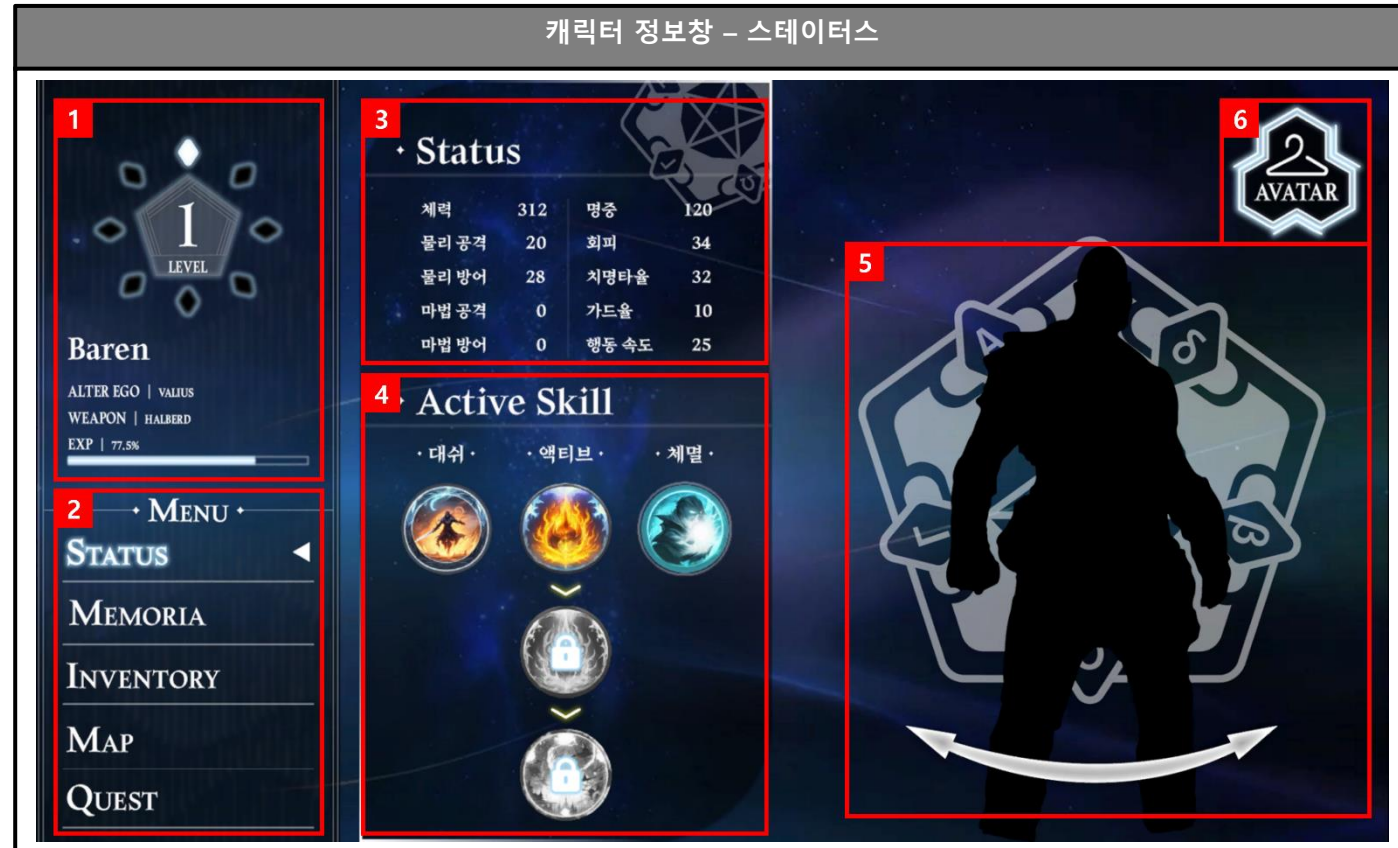 캐릭터 정보창 – 스테이터스
1
1
LEVEL
Baren
ALTER EGO | VALIUS
WEAPON | HALBERD
EXP | 77,5%
2
MENU
STATUS
MEMORIA
INVENTORY
MAP
QUEST
3
Status
체력 312 명중 120
물리 공격 20 회피 34
물리 방어 28 치명타율 32
마법 공격 0 가드율 10
마법 방어 0 행동 속도 25
4
Active Skill
· 대쉬 · · 액티브 · · 체멸 ·
5
6
AVATAR